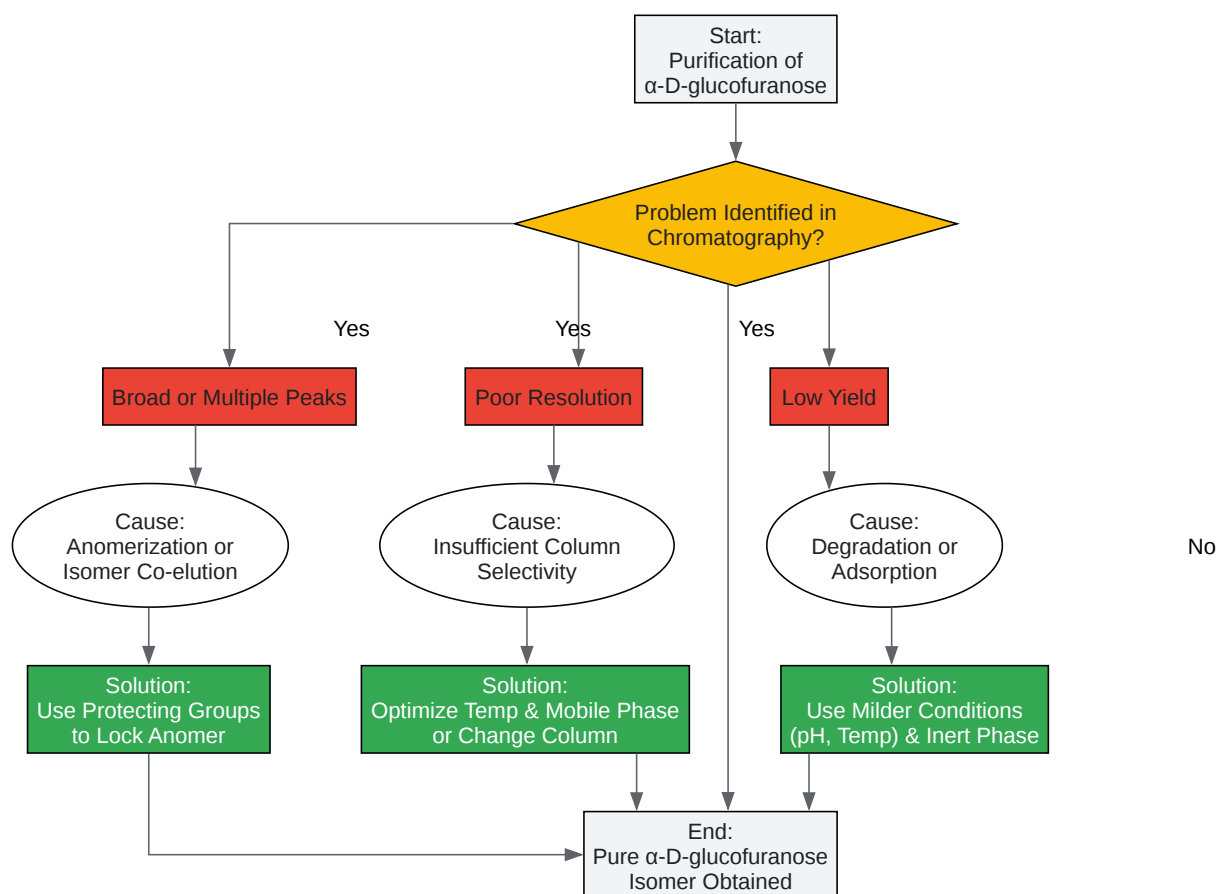 Start:
Purification of
α-D-glucofuranose
Problem Identified in
Chromatography?
Yes
Yes
Yes
Broad or Multiple Peaks
Poor Resolution
Low Yield
Cause:
Anomerization or
Isomer Co-elution
Cause:
Insufficient Column
Selectivity
Cause:
Degradation or
Adsorption
No
Solution:
Use Protecting Groups
to Lock Anomer
Solution:
Optimize Temp & Mobile Phase
or Change Column
Solution:
Use Milder Conditions
(pH, Temp) & Inert Phase
End:
Pure α-D-glucofuranose
Isomer Obtained